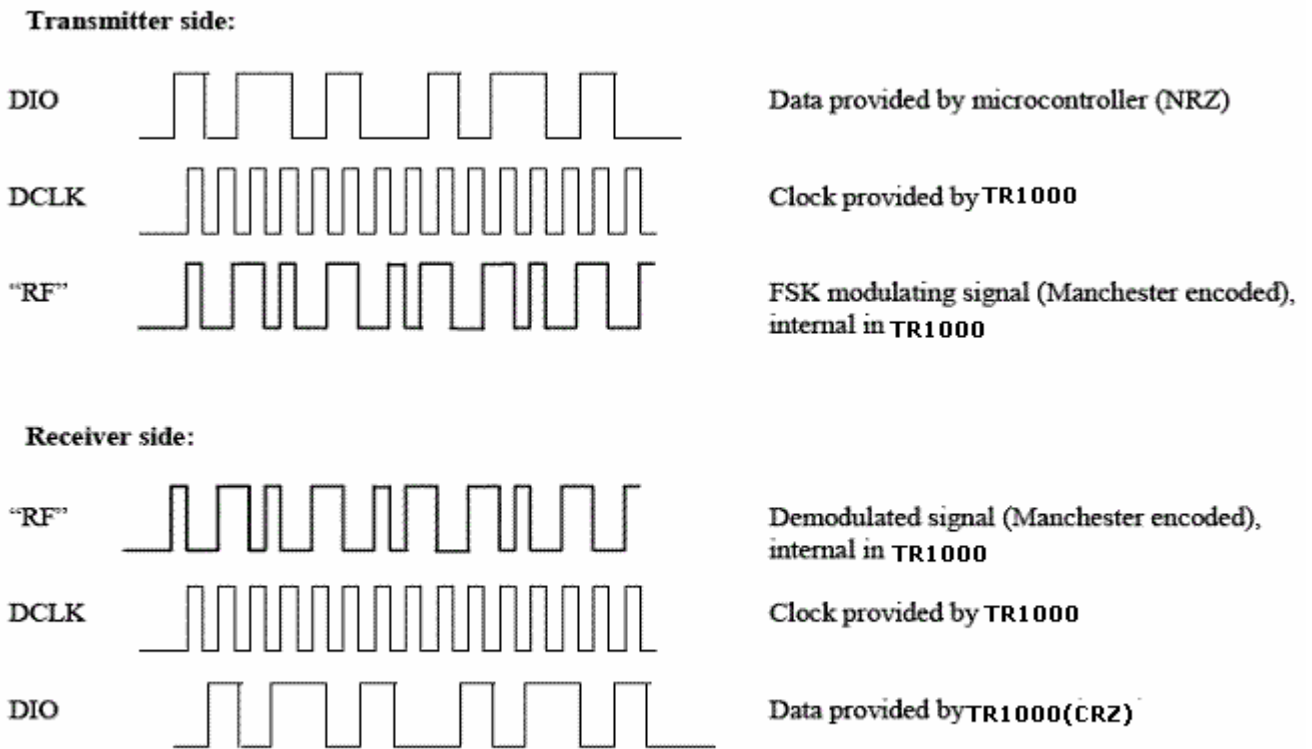 Transmitter side:
DIO
Data provided by microcontroller (NRZ)
DCLK
Clock provided by TR1000
“RF”
FSK modulating signal (Manchester encoded),
internal in TR1000
Receiver side:
“RF”
Demodulated signal (Manchester encoded),
internal in TR1000
DCLK
Clock provided by TR1000
DIO
Data provided by TR1000(CRZ)